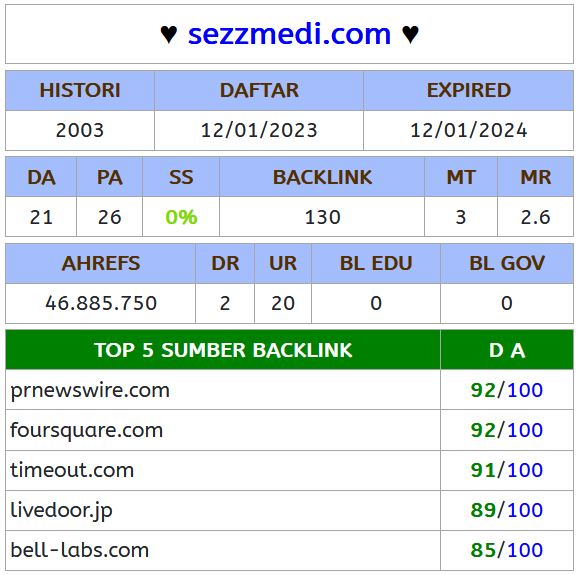 ♥ sezzmedi.com ♥
HISTORI DAFTAR EXPIRED
2003 12/01/2023 12/01/2024
DA PA SS BACKLINK MT MR
21 26 0% 130 3 2.6
AHREFS DR UR BL EDU BL GOV
46.885.750 2 20 0 0
TOP 5 SUMBER BACKLINK D A
prnewswire.com 92/100
foursquare.com 92/100
timeout.com 91/100
livedoor.jp 89/100
bell-labs.com 85/100